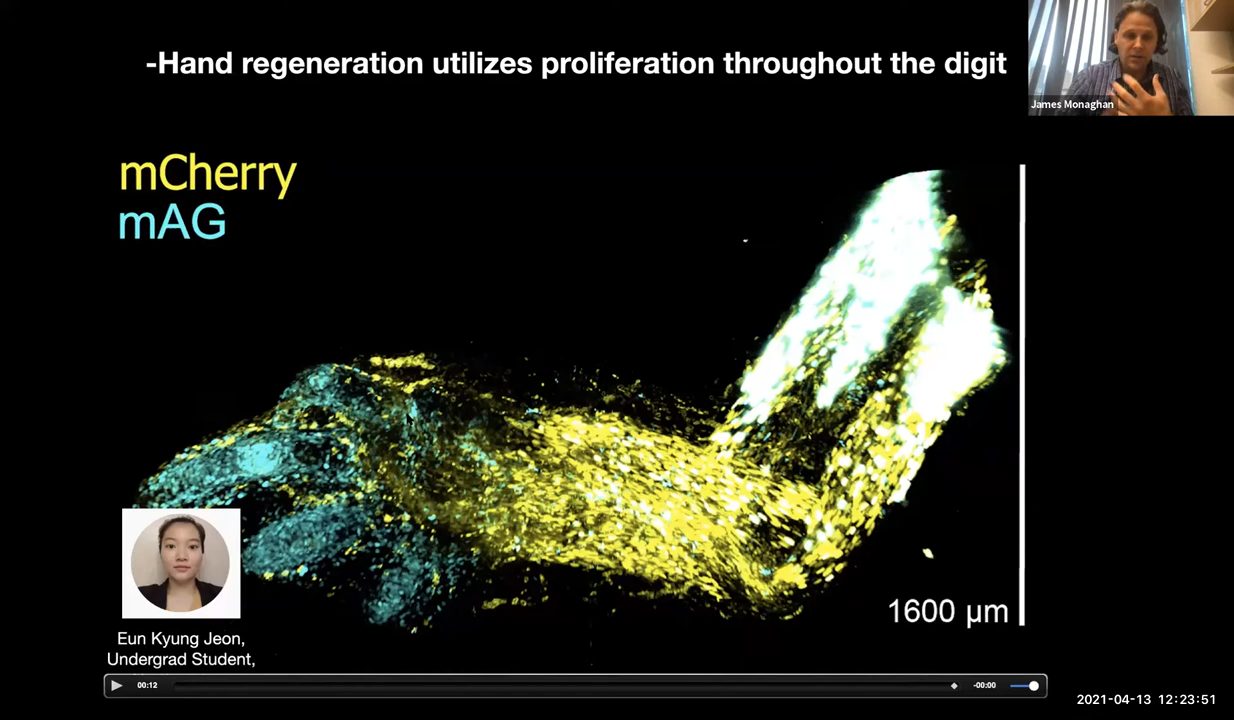 -Hand regeneration utilizes proliferation throughout the digit
James Monaghan
mCherry
mAG
1600 μm
Eun Kyung Jeon,
Undergrad Student,
00:12
-00:00
2021-04-13 12:23:51